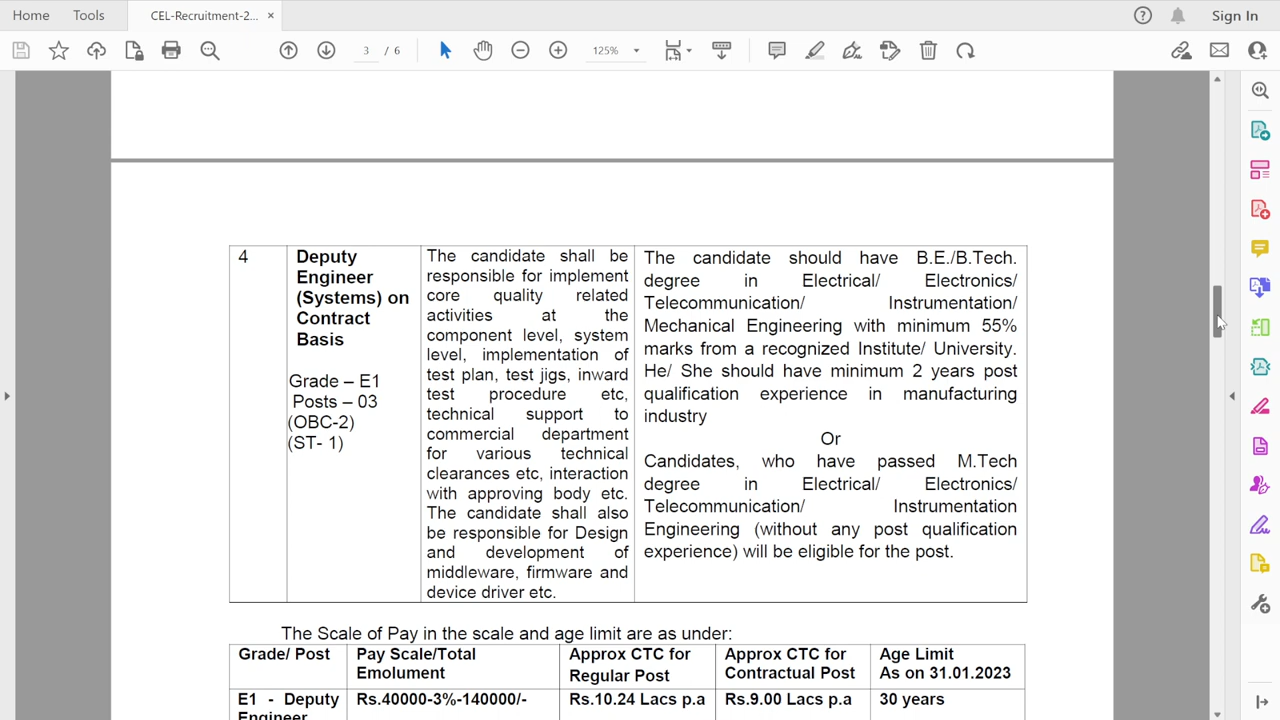 Home Tools CEL-Recruitment-2... × Sign In
3 / 6 125%
4
Deputy
Engineer
(Systems) on
Contract
Basis
Grade – E1
Posts – 03
(OBC-2)
(ST- 1)
The candidate shall be
responsible for implement
core quality related
activities at the
component level, system
level, implementation of
test plan, test jigs, inward
test procedure etc,
technical support to
commercial department
for various technical
clearances etc, interaction
with approving body etc.
The candidate shall also
be responsible for Design
and development of
middleware, firmware and
device driver etc.
The candidate should have B.E./B.Tech.
degree in Electrical/ Electronics/
Telecommunication/ Instrumentation/
Mechanical Engineering with minimum 55%
marks from a recognized Institute/ University.
He/ She should have minimum 2 years post
qualification experience in manufacturing
industry
Or
Candidates, who have passed M.Tech
degree in Electrical/ Electronics/
Telecommunication/ Instrumentation
Engineering (without any post qualification
experience) will be eligible for the post.
The Scale of Pay in the scale and age limit are as under:
Grade/ Post
Pay Scale/Total
Emolument
Approx CTC for
Regular Post
Approx CTC for
Contractual Post
Age Limit
As on 31.01.2023
E1 - Deputy
Engineer
Rs.40000-3%-140000/-
Rs.10.24 Lacs p.a
Rs.9.00 Lacs p.a
30 years